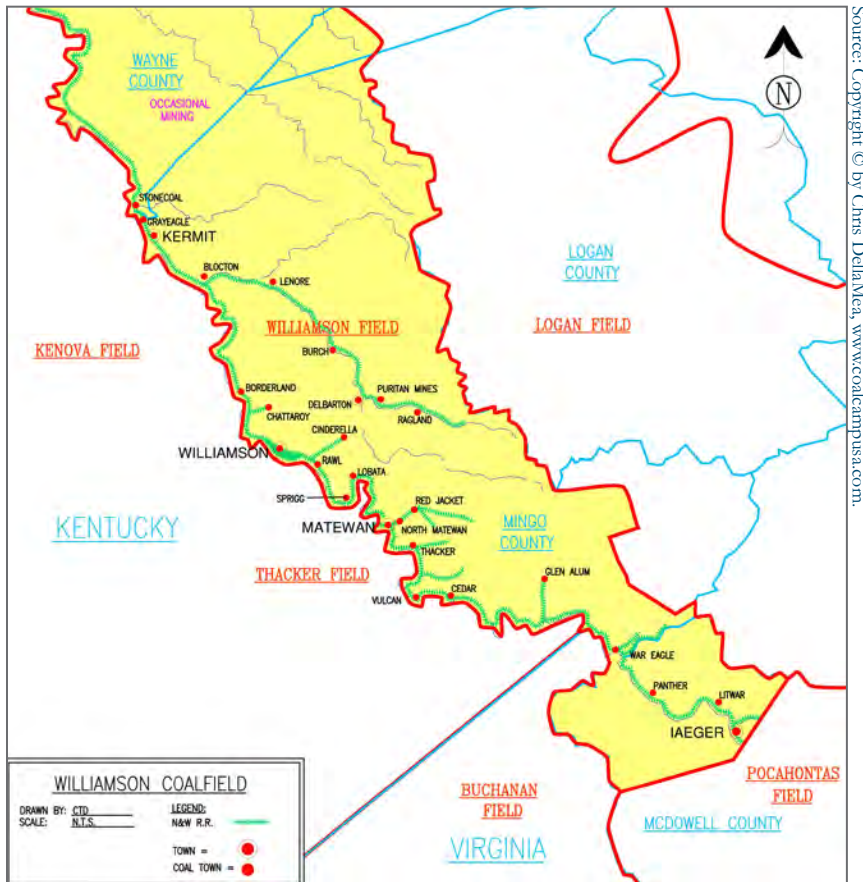 WAYNE
COUNTY
OCCASIONAL
MINING
N
STONECOAL
GRAYEAGLE
KERMIT
BLOCTON
LENORE
LOGAN
COUNTY
WILLIAMSON FIELD
LOGAN FIELD
KENOVA FIELD
BURCH
BORDERLAND
CHATTAROY
DELBARTON
PURITAN MINES
RAGLAND
CINDERELLA
WILLIAMSON
RAWL
LOBATA
SPRIGG
RED JACKET
MATEWAN
NORTH MATEWAN
MINGO
COUNTY
KENTUCKY
THACKER
THACKER FIELD
GLEN ALUM
VULCAN
CEDAR
WAR EAGLE
PANTHER
LITWAR
IAEGER
POCAHONTAS
FIELD
BUCHANAN
FIELD
MCDOWELL COUNTY
VIRGINIA
WILLIAMSON COALFIELD
DRAWN BY: CTD
SCALE: N.T.S.
LEGEND:
N&W R.R.
TOWN =
COAL TOWN =
Source: Copyright © by Chris DellaMea, www.coalcampusa.com.